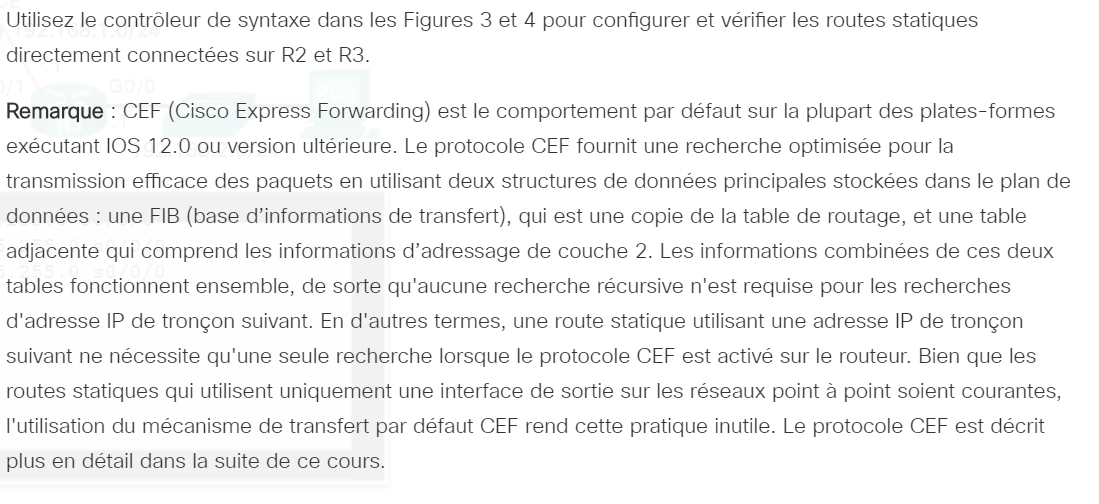 Utilisez le contrôleur de syntaxe dans les Figures 3 et 4 pour configurer et vérifier les routes statiques
directement connectées sur R2 et R3.
Remarque : CEF (Cisco Express Forwarding) est le comportement par défaut sur la plupart des plates-formes
exécutant IOS 12.0 ou version ultérieure. Le protocole CEF fournit une recherche optimisée pour la
transmission efficace des paquets en utilisant deux structures de données principales stockées dans le plan de
données : une FIB (base d'informations de transfert), qui est une copie de la table de routage, et une table
adjacente qui comprend les informations d'adressage de couche 2. Les informations combinées de ces deux
tables fonctionnent ensemble, de sorte qu'aucune recherche récursive n'est requise pour les recherches
d'adresse IP de tronçon suivant. En d'autres termes, une route statique utilisant une adresse IP de tronçon
suivant ne nécessite qu'une seule recherche lorsque le protocole CEF est activé sur le routeur. Bien que les
routes statiques qui utilisent uniquement une interface de sortie sur les réseaux point à point soient courantes,
l'utilisation du mécanisme de transfert par défaut CEF rend cette pratique inutile. Le protocole CEF est décrit
plus en détail dans la suite de ce cours.